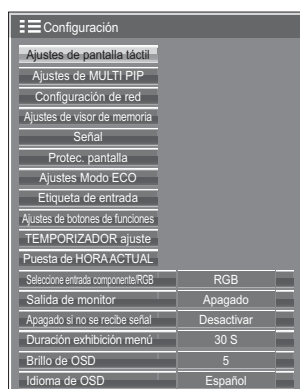 Configuración
Ajustes de pantalla táctil
Ajustes de MULTI PIP
Configuración de red
Ajustes de visor de memoria
Señal
Protec. pantalla
Ajustes Modo ECO
Etiqueta de entrada
Ajustes de botones de funciones
TEMPORIZADOR ajuste
Puesta de HORA ACTUAL
Seleccione entrada componente/RGB RGB
Salida de monitor Apagado
Apagado si no se recibe señal Desactivar
Duración exhibición menú 30 S
Brillo de OSD 5
Idioma de OSD Español